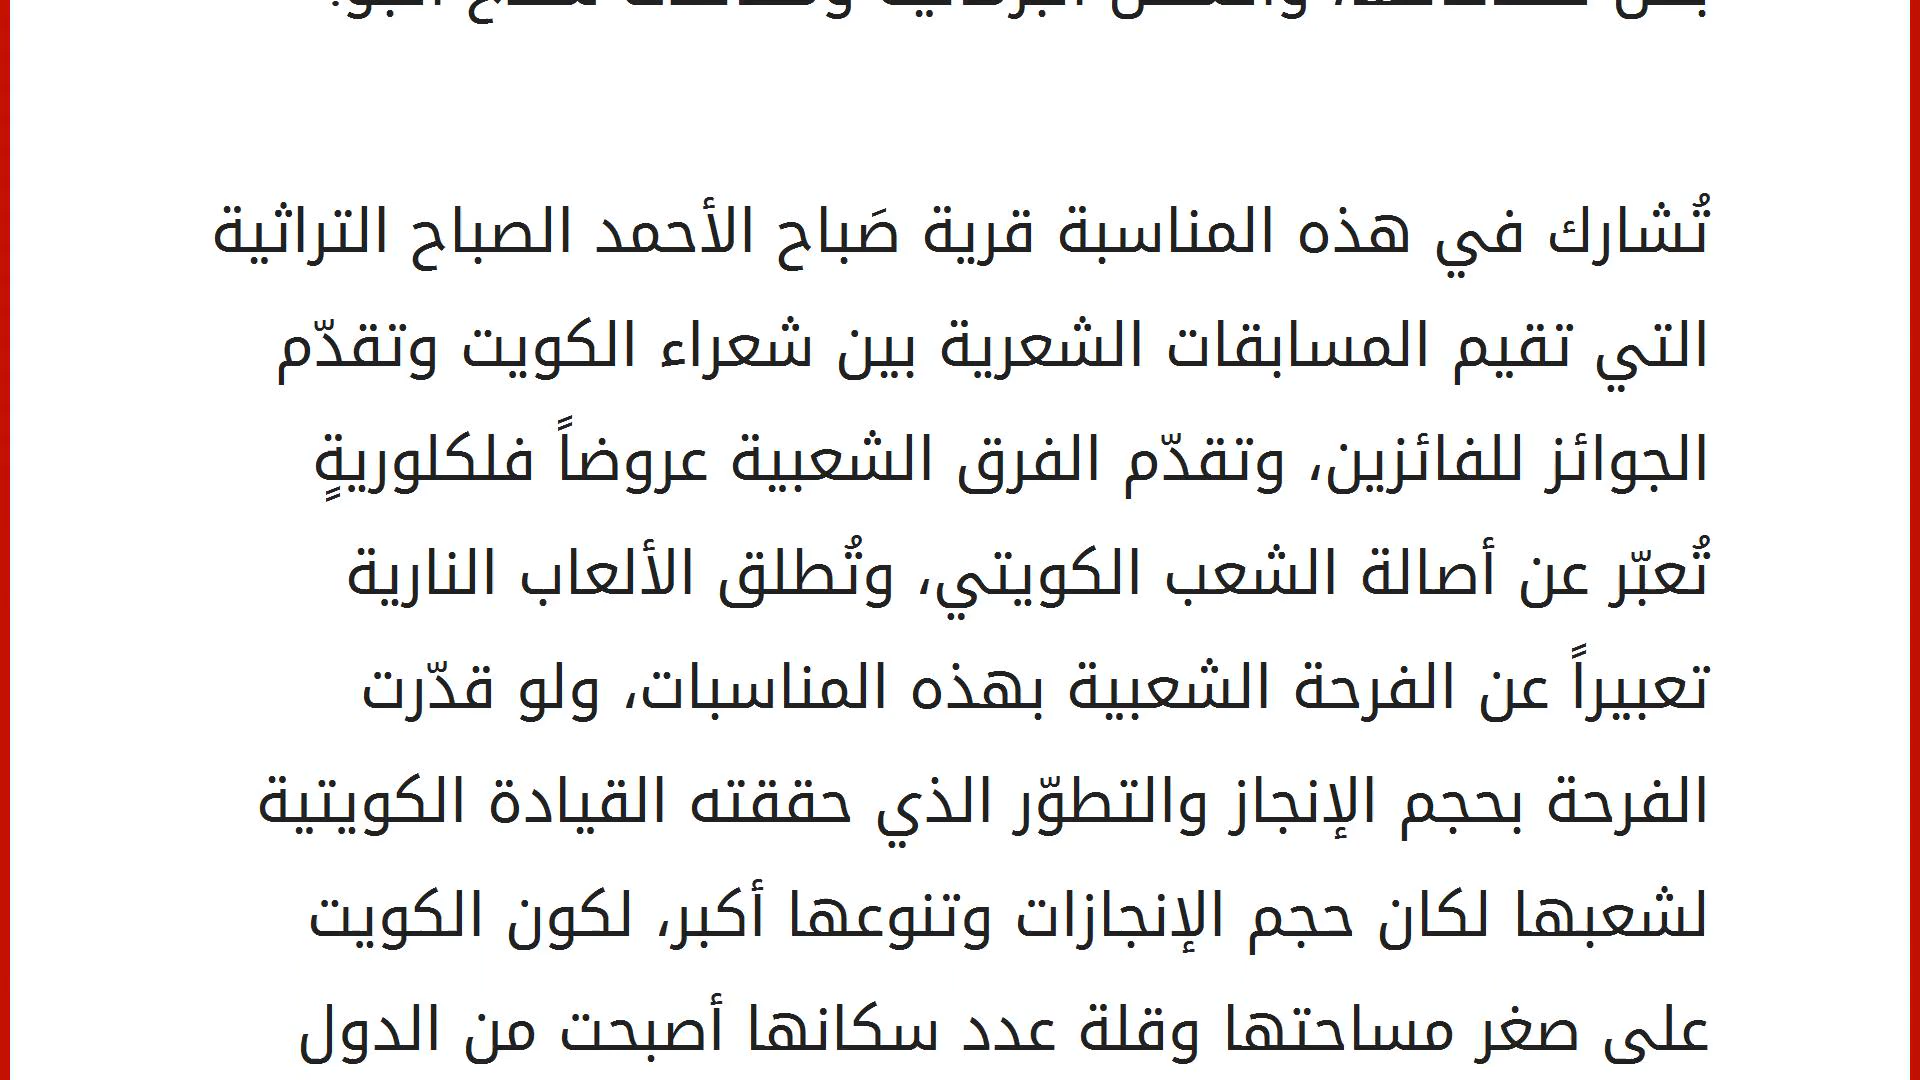 تُشارك في هذه المناسبة قرية صَباح الأحمد الصباح التراثية
التي تقيم المسابقات الشعرية بين شعراء الكويت وتقدّم
الجوائز للفائزين، وتقدّم الفرق الشعبية عروضاً فلكلوريةٍ
تُعبّر عن أصالة الشعب الكويتي، وتُطلق الألعاب النارية
تعبيراً عن الفرحة الشعبية بهذه المناسبات، ولو قدّرت
الفرحة بحجم الإنجاز والتطوّر الذي حققته القيادة الكويتية
لشعبها لكان حجم الإنجازات وتنوعها أكبر، لكون الكويت
على صغر مساحتها وقلة عدد سكانها أصبحت من الدول